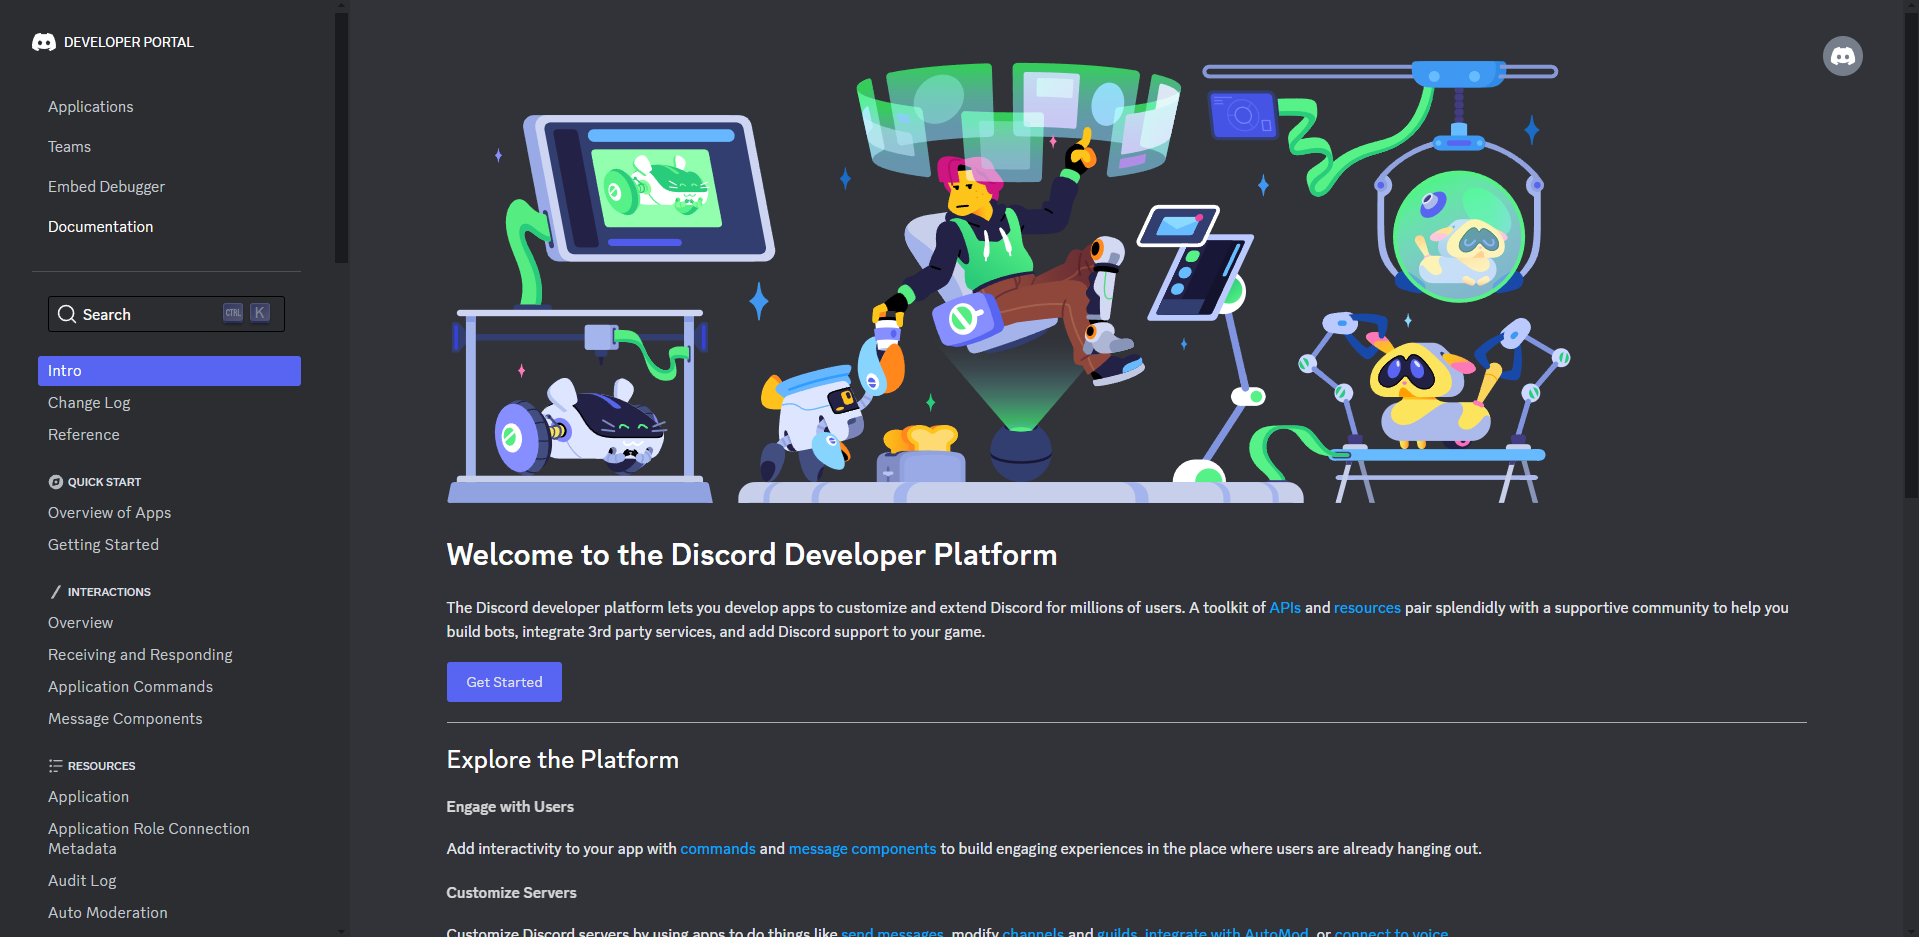 DEVELOPER PORTAL
Applications
Teams
Embed Debugger
Documentation
Search
CTRL K
Intro
Change Log
Reference
QUICK START
Overview of Apps
Getting Started
INTERACTIONS
Overview
Receiving and Responding
Application Commands
Message Components
RESOURCES
Application
Application Role Connection
Metadata
Audit Log
Auto Moderation
Welcome to the Discord Developer Platform
The Discord developer platform lets you develop apps to customize and extend Discord for millions of users. A toolkit of APIs and resources pair splendidly with a supportive community to help you
build bots, integrate 3rd party services, and add Discord support to your game.
Get Started
Explore the Platform
Engage with Users
Add interactivity to your app with commands and message components to build engaging experiences in the place where users are already hanging out.
Customize Servers
Customize Discord servers by using apps to do things like send messages, modify channels and guilds, integrate with AutoMod, or connect to voice